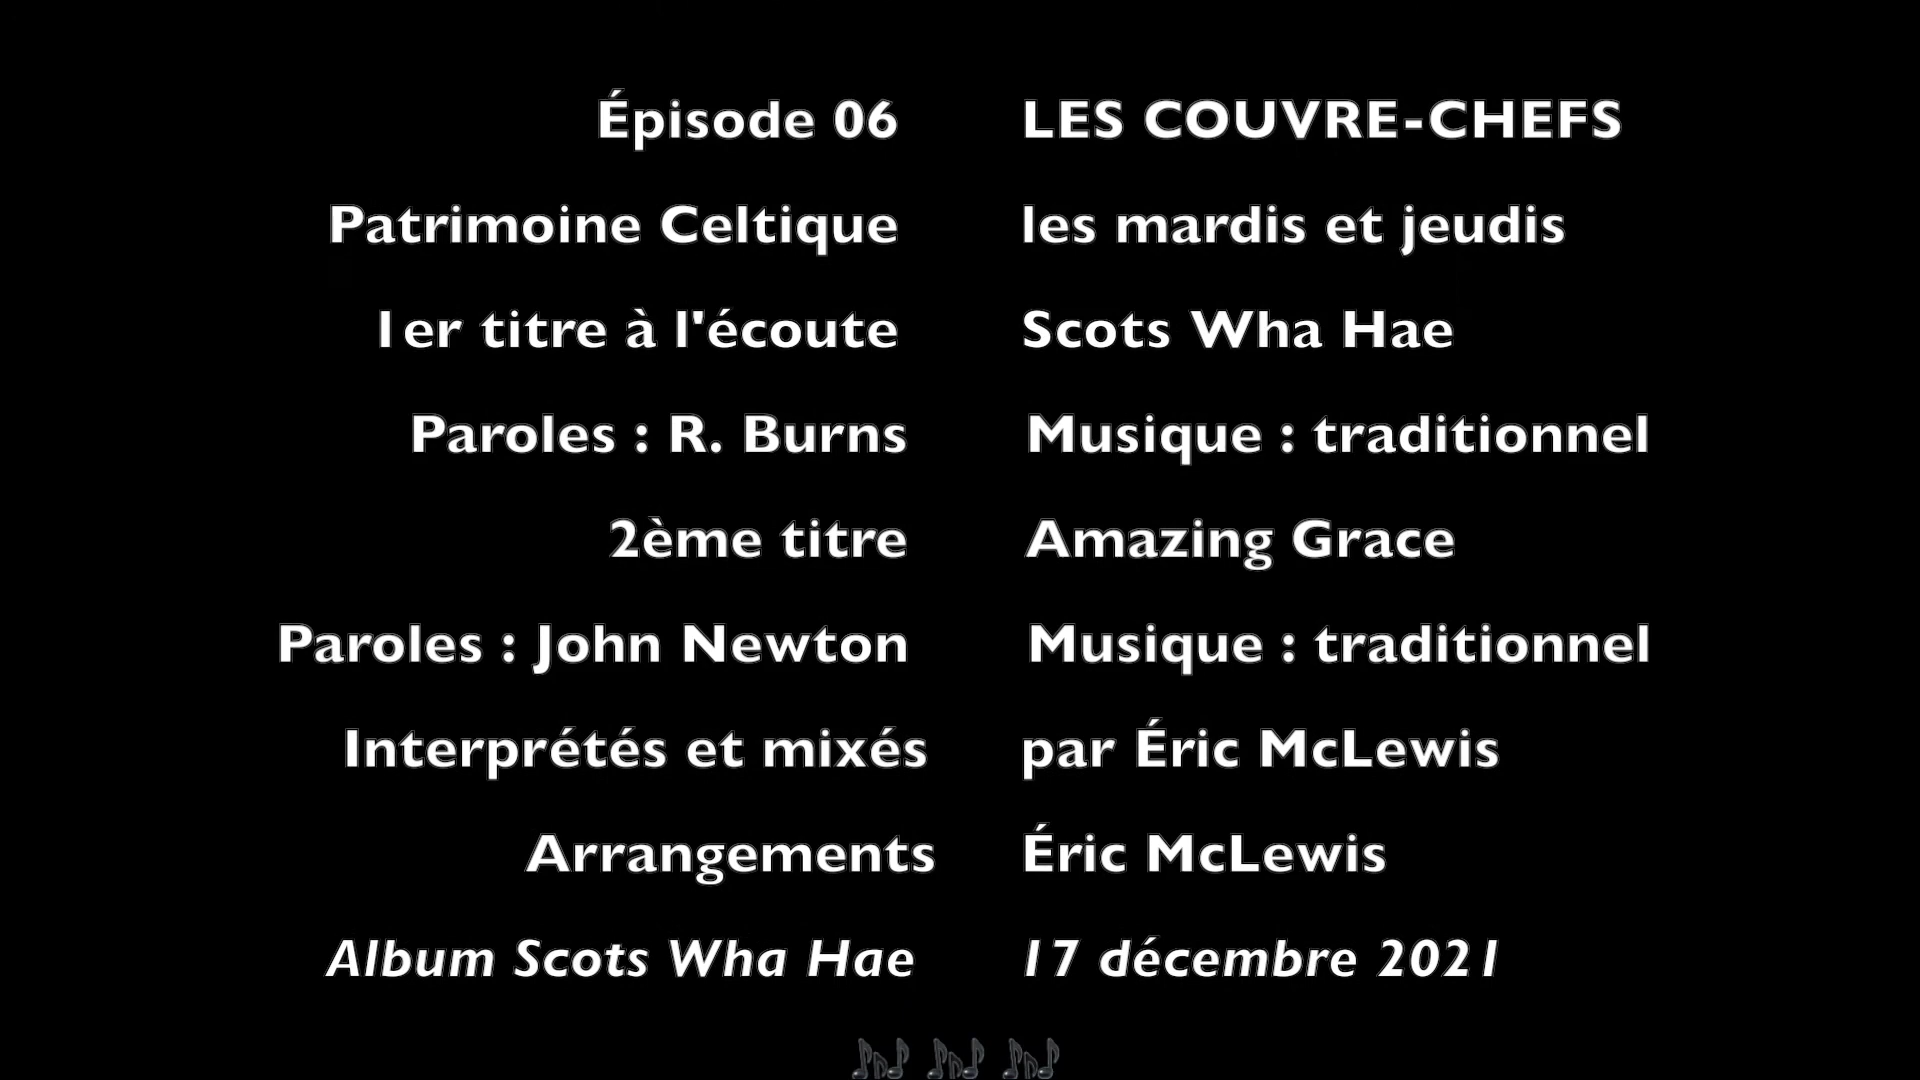 Épisode 06 LES COUVRE-CHEFS
Patrimoine Celtique les mardis et jeudis
1er titre à l'écoute Scots Wha Hae
Paroles : R. Burns Musique : traditionnel
2ème titre Amazing Grace
Paroles : John Newton Musique : traditionnel
Interprétés et mixés par Éric McLewis
Arrangements Éric McLewis
Album Scots Wha Hae 17 décembre 2021